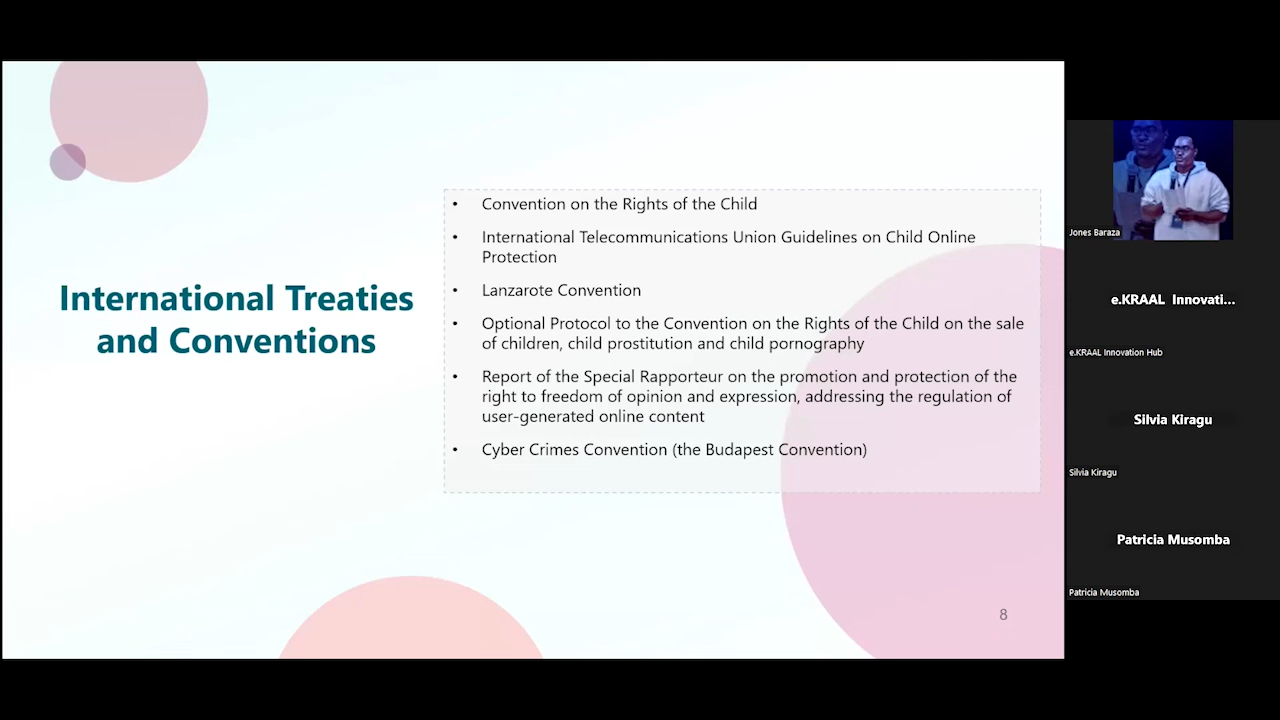 International Treaties
and Conventions
• Convention on the Rights of the Child
• International Telecommunications Union Guidelines on Child Online
Protection
• Lanzarote Convention
• Optional Protocol to the Convention on the Rights of the Child on the sale
of children, child prostitution and child pornography
• Report of the Special Rapporteur on the promotion and protection of the
right to freedom of opinion and expression, addressing the regulation of
user-generated online content
• Cyber Crimes Convention (the Budapest Convention)
8
Jones Baraza
e.KRAAL Innovati...
e.KRAAL Innovation Hub
Silvia Kiragu
Silvia Kiragu
Patricia Musomba
Patricia Musomba